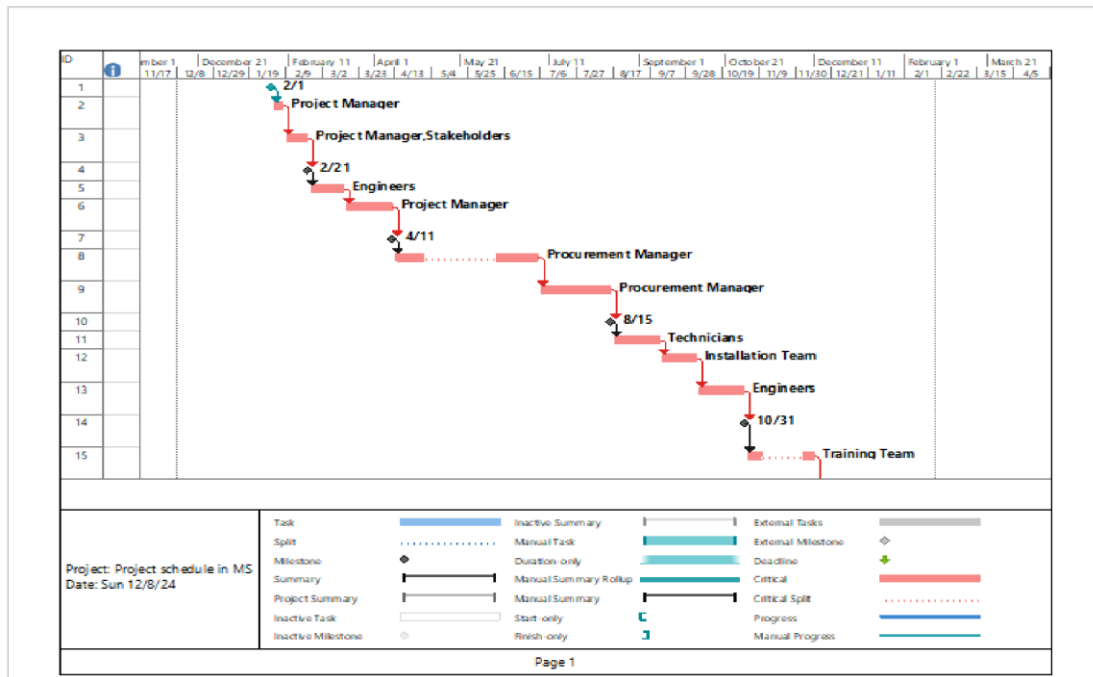 ID
mber 1 December 21 February 11 April 1 May 21 July 11 September 1 October 21 December 11 February 1 March 21
11/17 12/8 12/29 1/19 2/9 3/2 3/23 4/13 5/4 5/25 6/15 7/6 7/27 8/17 9/7 9/28 10/19 11/9 11/30 12/21 1/11 2/1 2/22 3/15 4/5
1 2/1
2 Project Manager
3 Project Manager,Stakeholders
4 2/21
5 Engineers
6 Project Manager
7 4/11
8 Procurement Manager
9 Procurement Manager
10 8/15
11 Technicians
12 Installation Team
13 Engineers
14 10/31
15 Training Team
Project: Project schedule in MS
Date: Sun 12/8/24
Task
Split
Milestone
Summary
Project Summary
Inactive Task
Inactive Milestone
Inactive Summary
Manual Task
Duration-only
Manual Summary Rollup
Manual Summary
Start-only
Finish-only
External Tasks
External Milestone
Deadline
Critical
Critical Split
Progress
Manual Progress
Page 1